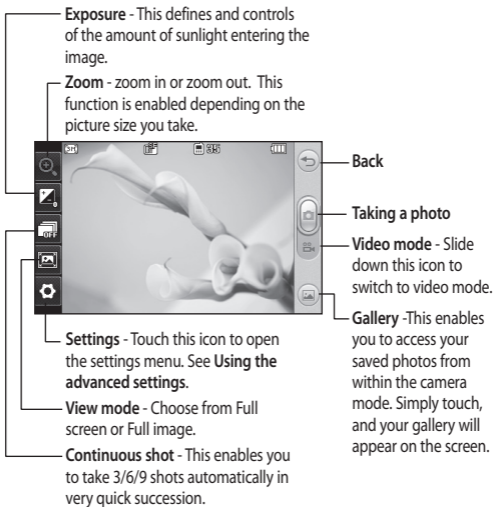 Exposure - This defines and controls
of the amount of sunlight entering the
image.
Zoom - zoom in or zoom out. This
function is enabled depending on the
picture size you take.
3M
35
OFF
Back
Taking a photo
Video mode - Slide
down this icon to
switch to video mode.
Gallery -This enables
you to access your
saved photos from
within the camera
mode. Simply touch,
and your gallery will
appear on the screen.
Settings - Touch this icon to open
the settings menu. See Using the
advanced settings.
View mode - Choose from Full
screen or Full image.
Continuous shot - This enables you
to take 3/6/9 shots automatically in
very quick succession.